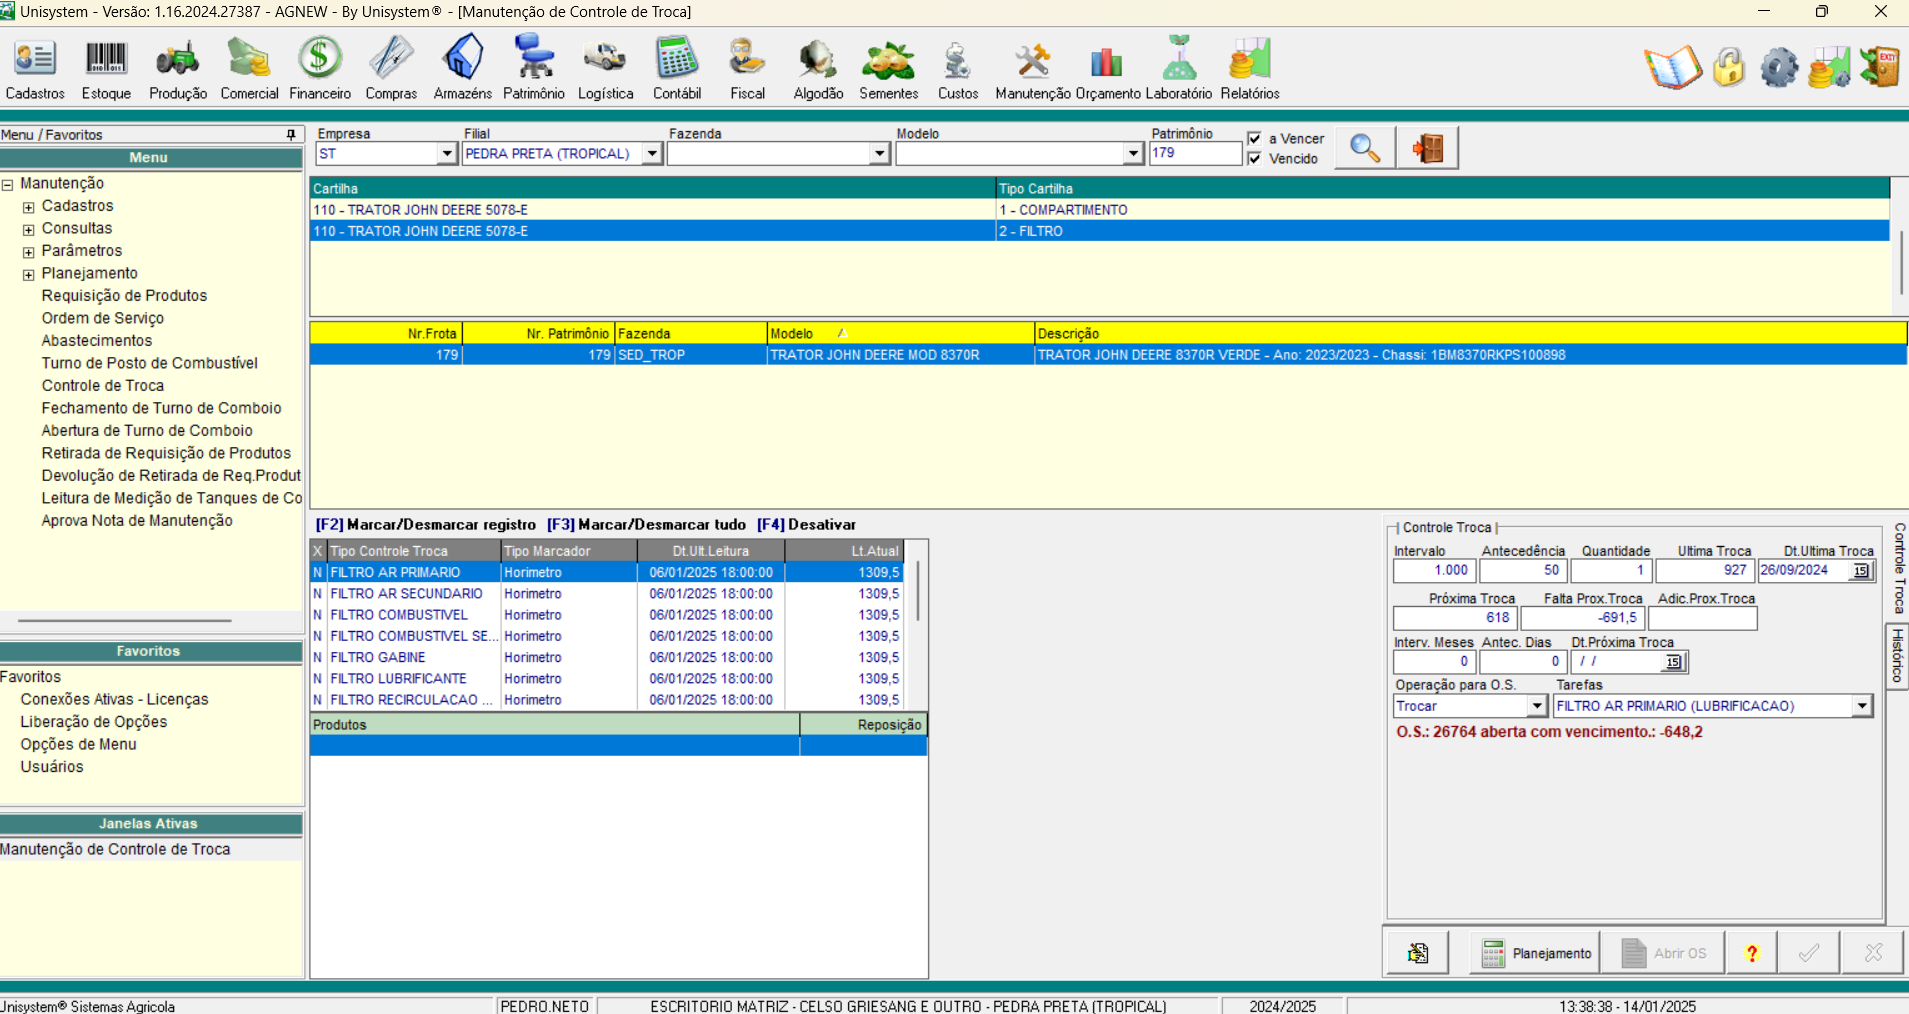 Unisystem - Versão: 1.16.2024.27387 - AGNEW - By Unisystem® - [Manutenção de Controle de Troca]
Cadastros Estoque Produção Comercial Financeiro Compras Armazéns Patrimônio Logística Contábil Fiscal Algodão Sementes Custos Manutenção Orçamento Laboratório Relatórios
EXIT
Menu / Favoritos
Menu
Manutenção
Cadastros
Consultas
Parâmetros
Planejamento
Requisição de Produtos
Ordem de Serviço
Abastecimentos
Turno de Posto de Combustível
Controle de Troca
Fechamento de Turno de Comboio
Abertura de Turno de Comboio
Retirada de Requisição de Produtos
Devolução de Retirada de Req.Produt
Leitura de Medição de Tanques de Co
Aprova Nota de Manutenção
Favoritos
Favoritos
Conexões Ativas - Licenças
Liberação de Opções
Opções de Menu
Usuários
Janelas Ativas
Manutenção de Controle de Troca
Empresa Filial Fazenda Modelo Patrimônio
ST PEDRA PRETA (TROPICAL) 179
a Vencer
Vencido
Cartilha Tipo Cartilha
110 - TRATOR JOHN DEERE 5078-E 1 - COMPARTIMENTO
110 - TRATOR JOHN DEERE 5078-E 2 - FILTRO
Nr.Frota Nr. Patrimônio Fazenda Modelo Descrição
179 179 SED_TROP TRATOR JOHN DEERE MOD 8370R TRATOR JOHN DEERE 8370R VERDE - Ano: 2023/2023 - Chassi: 1BM8370RKPS100898
[F2] Marcar/Desmarcar registro [F3] Marcar/Desmarcar tudo [F4] Desativar
X Tipo Controle Troca Tipo Marcador Dt.Ult.Leitura Lt.Atual
N FILTRO AR PRIMARIO Horimetro 06/01/2025 18:00:00 1309,5
N FILTRO AR SECUNDARIO Horimetro 06/01/2025 18:00:00 1309,5
N FILTRO COMBUSTIVEL Horimetro 06/01/2025 18:00:00 1309,5
N FILTRO COMBUSTIVEL SE... Horimetro 06/01/2025 18:00:00 1309,5
N FILTRO GABINE Horimetro 06/01/2025 18:00:00 1309,5
N FILTRO LUBRIFICANTE Horimetro 06/01/2025 18:00:00 1309,5
N FILTRO RECIRCULACAO ... Horimetro 06/01/2025 18:00:00 1309,5
Produtos Reposição
Controle Troca
Intervalo Antecedência Quantidade Ultima Troca Dt.Ultima Troca
1.000 50 1 927 26/09/2024 15
Próxima Troca Falta Prox.Troca Adic.Prox.Troca
618 -691,5
Interv. Meses Antec. Dias Dt.Próxima Troca
0 0 / / 15
Operação para O.S. Tarefas
Trocar FILTRO AR PRIMARIO (LUBRIFICACAO)
O.S.: 26764 aberta com vencimento.: -648,2
Controle Troca
Histórico
Planejamento Abrir OS ?
Unisystem® Sistemas Agricola PEDRO.NETO ESCRITORIO MATRIZ - CELSO GRIESANG E OUTRO - PEDRA PRETA (TROPICAL) 2024/2025 13:38:38 - 14/01/2025